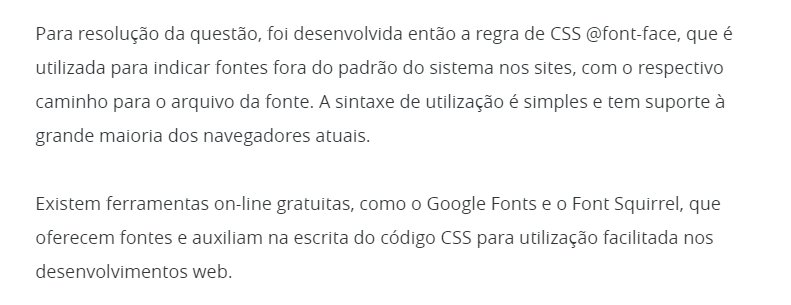 Para resolução da questão, foi desenvolvida então a regra de CSS @font-face, que é
utilizada para indicar fontes fora do padrão do sistema nos sites, com o respectivo
caminho para o arquivo da fonte. A sintaxe de utilização é simples e tem suporte à
grande maioria dos navegadores atuais.
Existem ferramentas on-line gratuitas, como o Google Fonts e o Font Squirrel, que
oferecem fontes e auxiliam na escrita do código CSS para utilização facilitada nos
desenvolvimentos web.